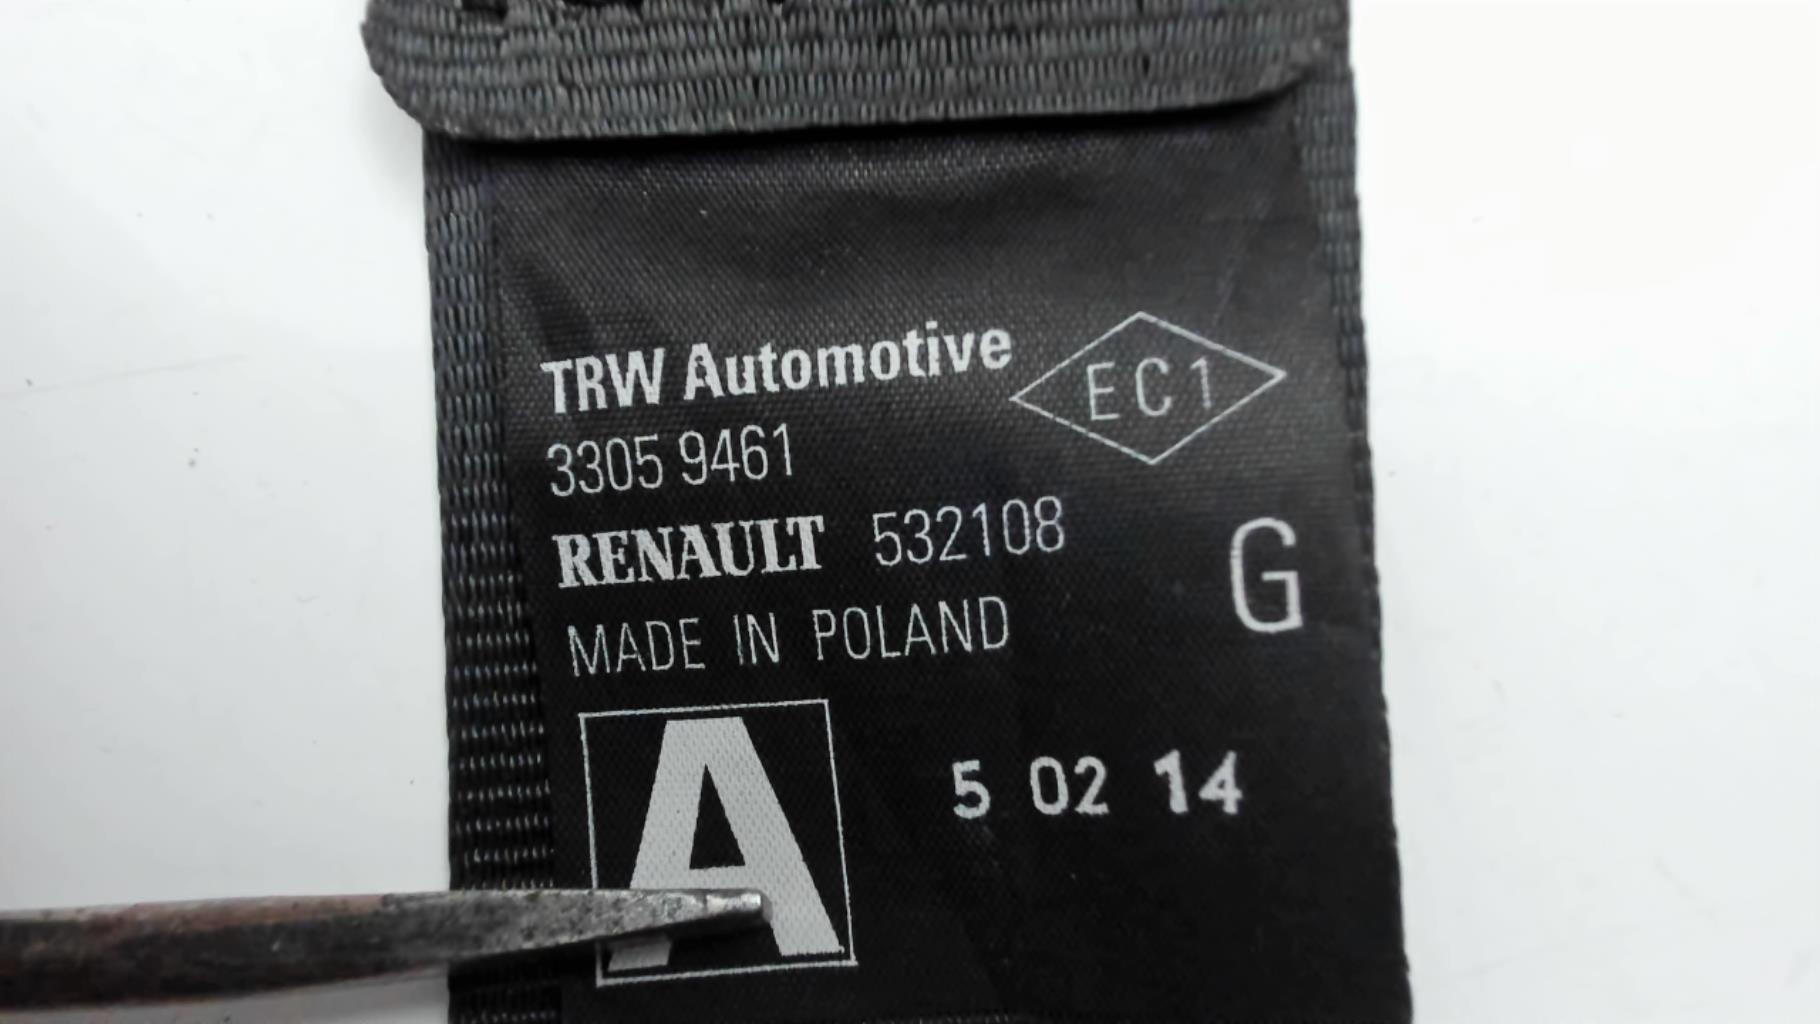 TRW Automotive
EC1
3305 9461
RENAULT 532108
G
MADE IN POLAND
A
5 02 14